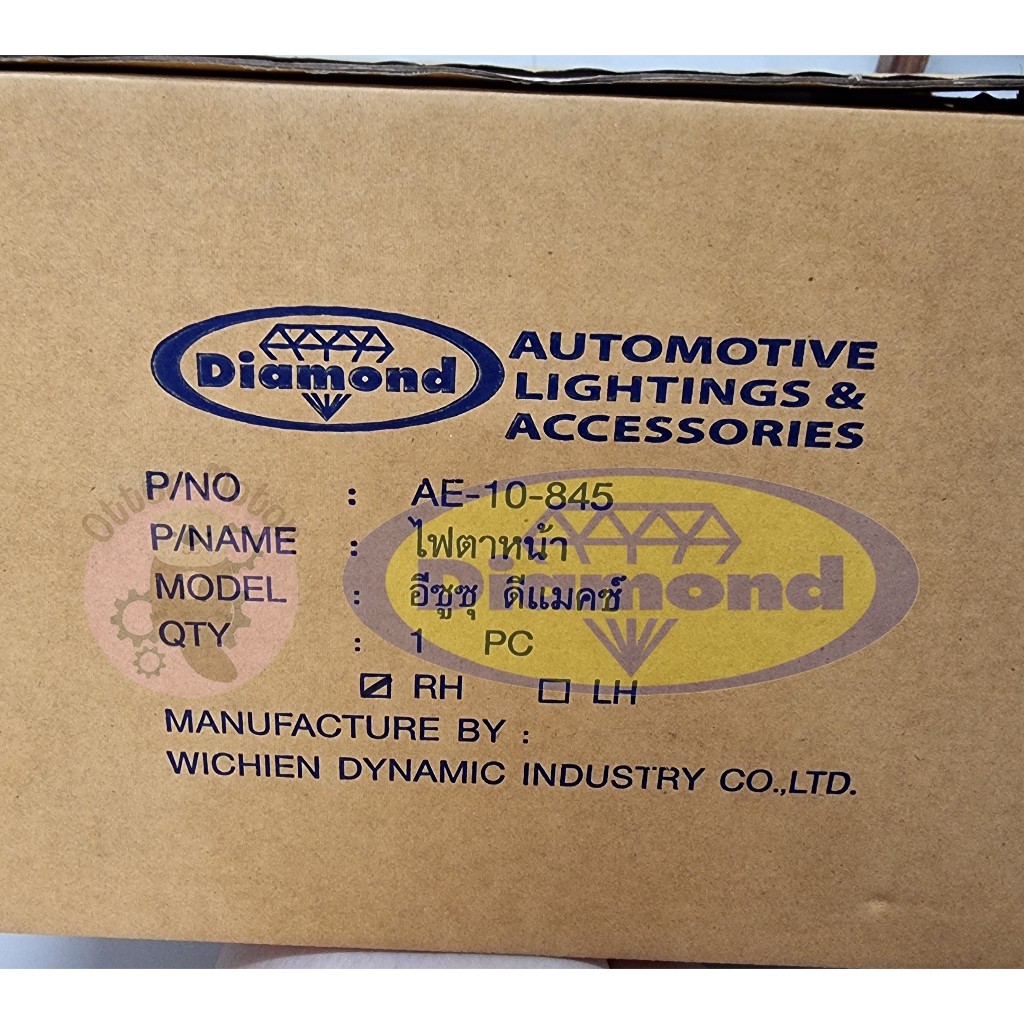 Diamond
AUTOMOTIVE
LIGHTINGS &
ACCESSORIES
P/NO : AE-10-845
P/NAME : ไฟตาหน้า
MODEL : อีซูซุ ดีแมคซ์
QTY : 1 PC
RH LH
MANUFACTURE BY :
WICHIEN DYNAMIC INDUSTRY CO.,LTD.
Diamond